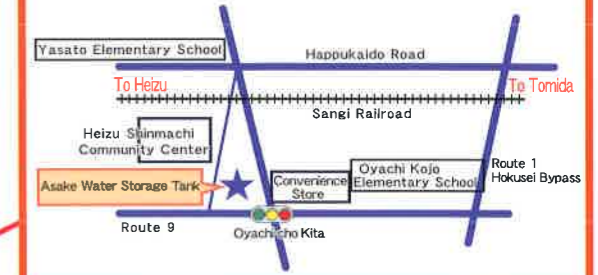 Yasato Elementary School
Happukaido Road
To Heizu
To Tomida
Sangi Railroad
Heizu Shinmachi
Community Center
Asake Water Storage Tank
Convenience
Store
Oyachi Kojo
Elementary School
Route 1
Hokusei Bypass
Route 9
Oyachicho Kita